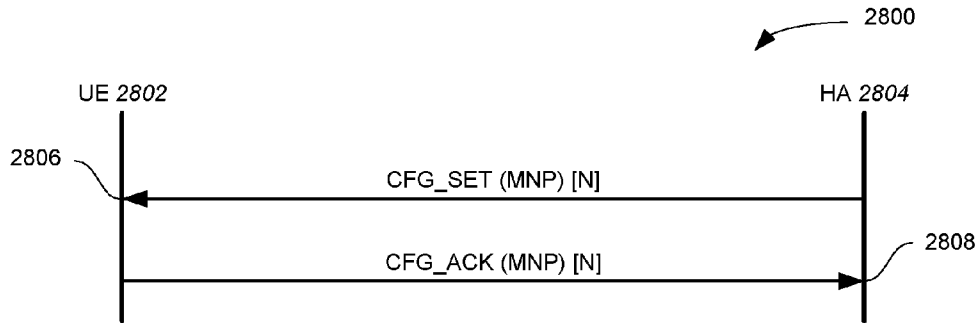 2800
UE 2802
HA 2804
2806
CFG_SET (MNP) [N]
2808
CFG_ACK (MNP) [N]